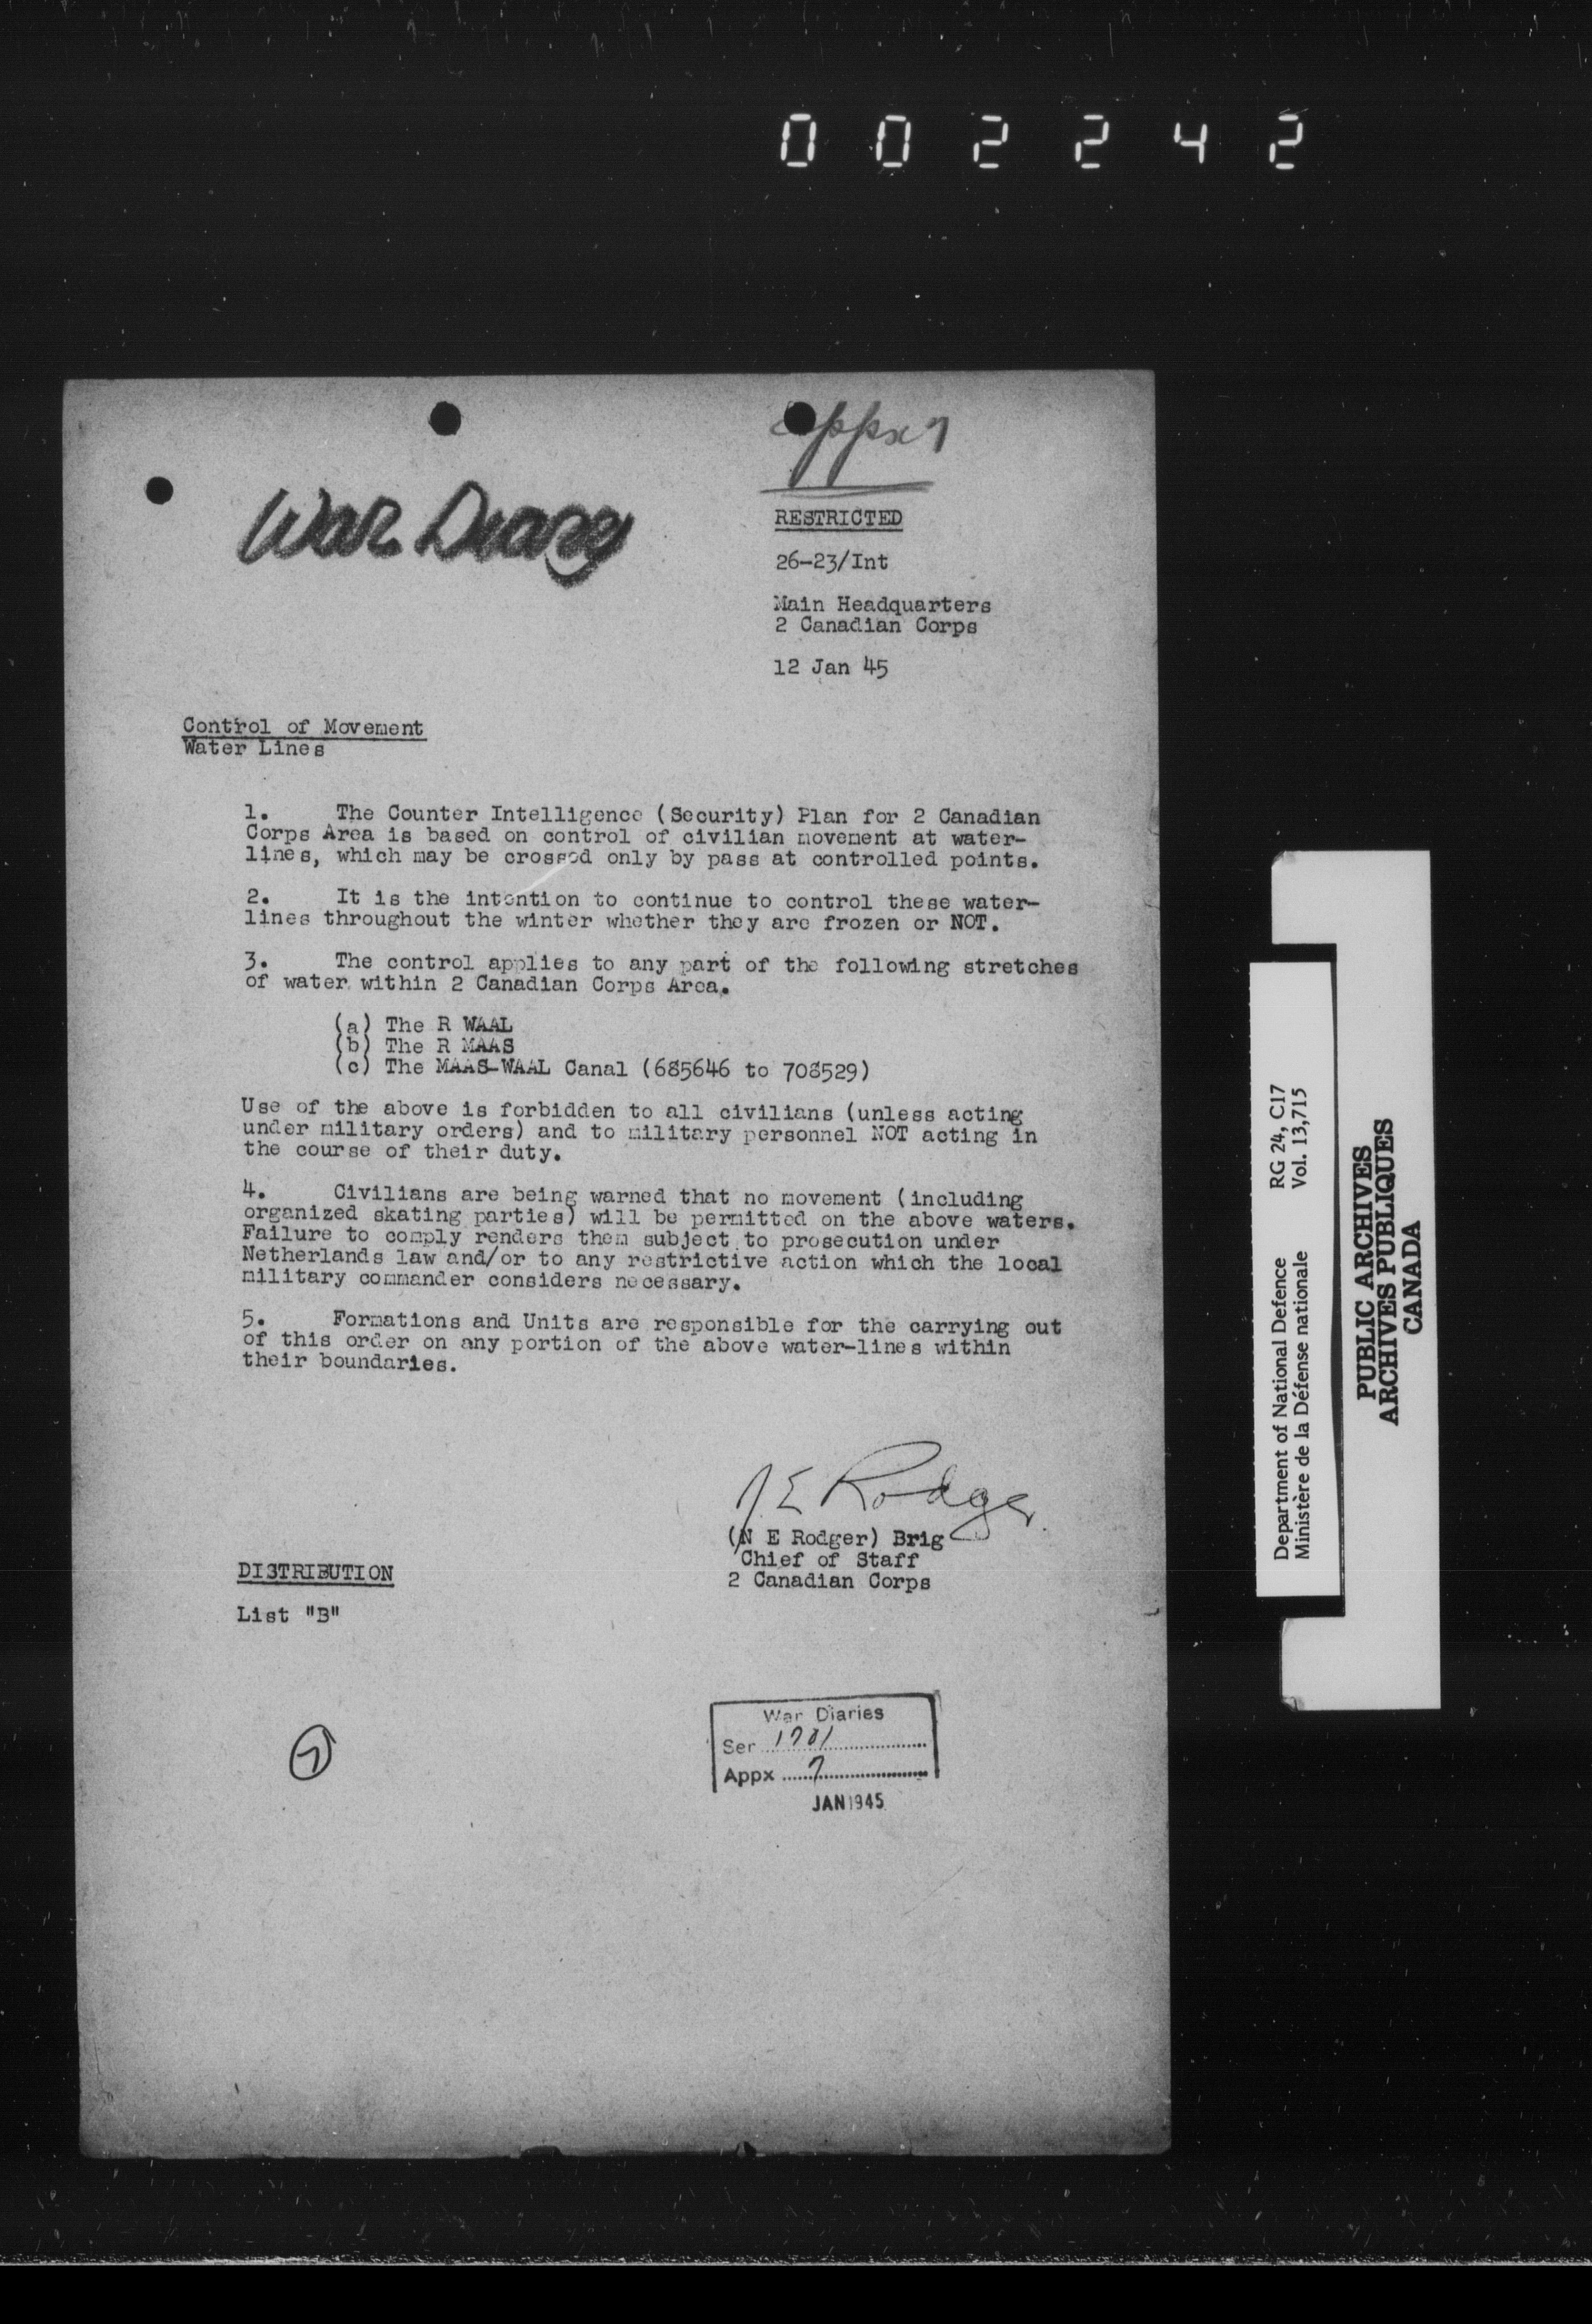 002242
Appx 7
War Diary
RESTRICTED
26-23/Int
Main Headquarters
2 Canadian Corps
12 Jan 45
Control of Movement
Water Lines
1. The Counter Intelligence (Security) Plan for 2 Canadian
Corps Area is based on control of civilian movement at water-
lines, which may be crossed only by pass at controlled points.
2. It is the intention to continue to control these water-
lines throughout the winter whether they are frozen or NOT.
3. The control applies to any part of the following stretches
of water within 2 Canadian Corps Area.
(a) The R WAAL
(b) The R MAAS
(c) The MAAS-WAAL Canal (685646 to 708529)
Use of the above is forbidden to all civilians (unless acting
under military orders) and to military personnel NOT acting in
the course of their duty.
4. Civilians are being warned that no movement (including
organized skating parties) will be permitted on the above waters.
Failure to comply renders them subject to prosecution under
Netherlands law and/or to any restrictive action which the local
military commander considers necessary.
5. Formations and Units are responsible for the carrying out
of this order on any portion of the above water-lines within
their boundaries.
N E Rodger
(N E Rodger) Brig
Chief of Staff
2 Canadian Corps
DISTRIBUTION
List "B"
7
War Diaries
Ser 1701
Appx 7
JAN 1945
Department of National Defence RG 24, C17
Ministère de la Défense nationale Vol. 13,715
PUBLIC ARCHIVES
ARCHIVES PUBLIQUES
CANADA